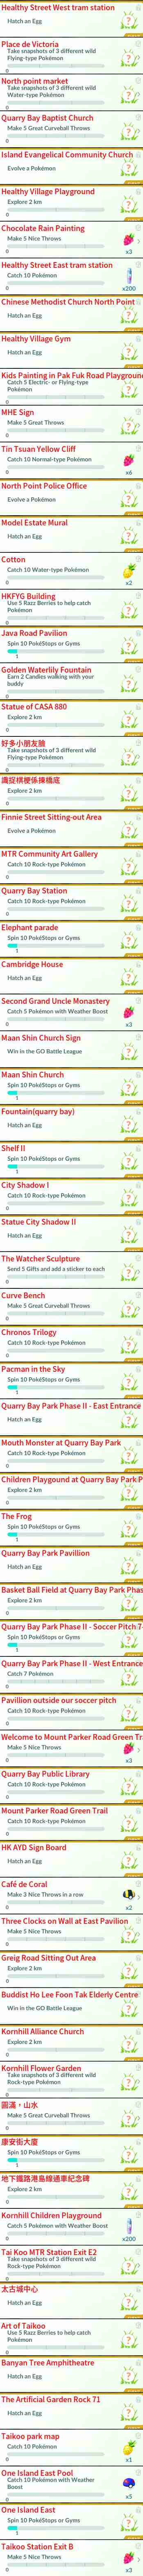 Healthy Street West tram station
Hatch an Egg
Place de Victoria
Take snapshots of 3 different wild
Flying-type Pokémon
0
North point market
Take snapshots of 3 different wild
Water-type Pokémon
0
Quarry Bay Baptist Church
Make 5 Great Curveball Throws
0
Island Evangelical Community Church
Evolve a Pokémon
Healthy Village Playground
Explore 2 km
0
Chocolate Rain Painting
Make 5 Nice Throws
0
x3
Healthy Street East tram station
Catch 10 Pokémon
0
x200
Chinese Methodist Church North Point
Hatch an Egg
Healthy Village Gym
Hatch an Egg
Kids Painting in Pak Fuk Road Playground
Catch 5 Electric- or Flying-type
Pokémon
0
MHE Sign
Make 5 Great Throws
0
Tin Tsuan Yellow Cliff
Catch 10 Normal-type Pokémon
0
x6
North Point Police Office
Evolve a Pokémon
Model Estate Mural
Hatch an Egg
Cotton
Catch 10 Water-type Pokémon
0
x2
HKFYG Building
Use 5 Razz Berries to help catch
Pokémon
0
Java Road Pavilion
Spin 10 PokéStops or Gyms
1
Golden Waterlily Fountain
Earn 2 Candies walking with your
buddy
0
Statue of CASA 880
Explore 2 km
0
好多小朋友臉
Take snapshots of 3 different wild
Flying-type Pokémon
0
識捉棋梗係揀橋底
Explore 2 km
0
Finnie Street Sitting-out Area
Evolve a Pokémon
MTR Community Art Gallery
Catch 10 Rock-type Pokémon
0
Quarry Bay Station
Catch 10 Rock-type Pokémon
0
Elephant parade
Spin 10 PokéStops or Gyms
1
Cambridge House
Hatch an Egg
Second Grand Uncle Monastery
Catch 5 Pokémon with Weather Boost
0
x3
Maan Shin Church Sign
Win in the GO Battle League
Maan Shin Church
Spin 10 PokéStops or Gyms
1
Fountain(quarry bay)
Hatch an Egg
Shelf II
Spin 10 PokéStops or Gyms
1
City Shadow I
Catch 10 Rock-type Pokémon
0
Statue City Shadow II
Hatch an Egg
The Watcher Sculpture
Send 5 Gifts and add a sticker to each
0
Curve Bench
Make 5 Great Curveball Throws
0
Chronos Trilogy
Catch 10 Rock-type Pokémon
0
Pacman in the Sky
Spin 10 PokéStops or Gyms
1
Quarry Bay Park Phase II - East Entrance
Hatch an Egg
Mouth Monster at Quarry Bay Park
Catch 10 Rock-type Pokémon
0
Children Playgound at Quarry Bay Park P
Explore 2 km
0
The Frog
Spin 10 PokéStops or Gyms
1
Quarry Bay Park Pavillion
Hatch an Egg
Basket Ball Field at Quarry Bay Park Phas
Explore 2 km
0
Quarry Bay Park Phase II - Soccer Pitch 7-
Spin 10 PokéStops or Gyms
1
Quarry Bay Park Phase II - West Entrance
Catch 7 Pokémon
0
Pavillion outside our soccer pitch
Catch 10 Rock-type Pokémon
0
Welcome to Mount Parker Road Green Tr
Make 5 Nice Throws
0
x3
Quarry Bay Public Library
Catch 10 Rock-type Pokémon
0
Mount Parker Road Green Trail
Catch 10 Rock-type Pokémon
0
HK AYD Sign Board
Hatch an Egg
Café de Coral
Make 3 Nice Throws in a row
0
x2
Three Clocks on Wall at East Pavilion
Make 5 Nice Throws
0
Greig Road Sitting Out Area
Explore 2 km
0
Buddist Ho Lee Foon Tak Elderly Centre
Win in the GO Battle League
Kornhill Alliance Church
Explore 2 km
0
Kornhill Flower Garden
Take snapshots of 3 different wild
Rock-type Pokémon
0
圓滿，山水
Make 5 Great Curveball Throws
0
康安街大廈
Spin 10 PokéStops or Gyms
1
地下鐵路港島線通車紀念碑
Explore 2 km
0
Kornhill Children Playground
Catch 5 Pokémon with Weather Boost
0
x200
Tai Koo MTR Station Exit E2
Take snapshots of 3 different wild
Rock-type Pokémon
0
太古城中心
Hatch an Egg
Art of Taikoo
Use 5 Razz Berries to help catch
Pokémon
0
Banyan Tree Amphitheatre
Hatch an Egg
The Artificial Garden Rock 71
Hatch an Egg
Taikoo park map
Catch 10 Pokémon
0
x1
One Island East Pool
Catch 10 Pokémon with Weather
Boost
0
x5
One Island East
Spin 10 PokéStops or Gyms
1
Taikoo Station Exit B
Make 5 Nice Throws
0
x3